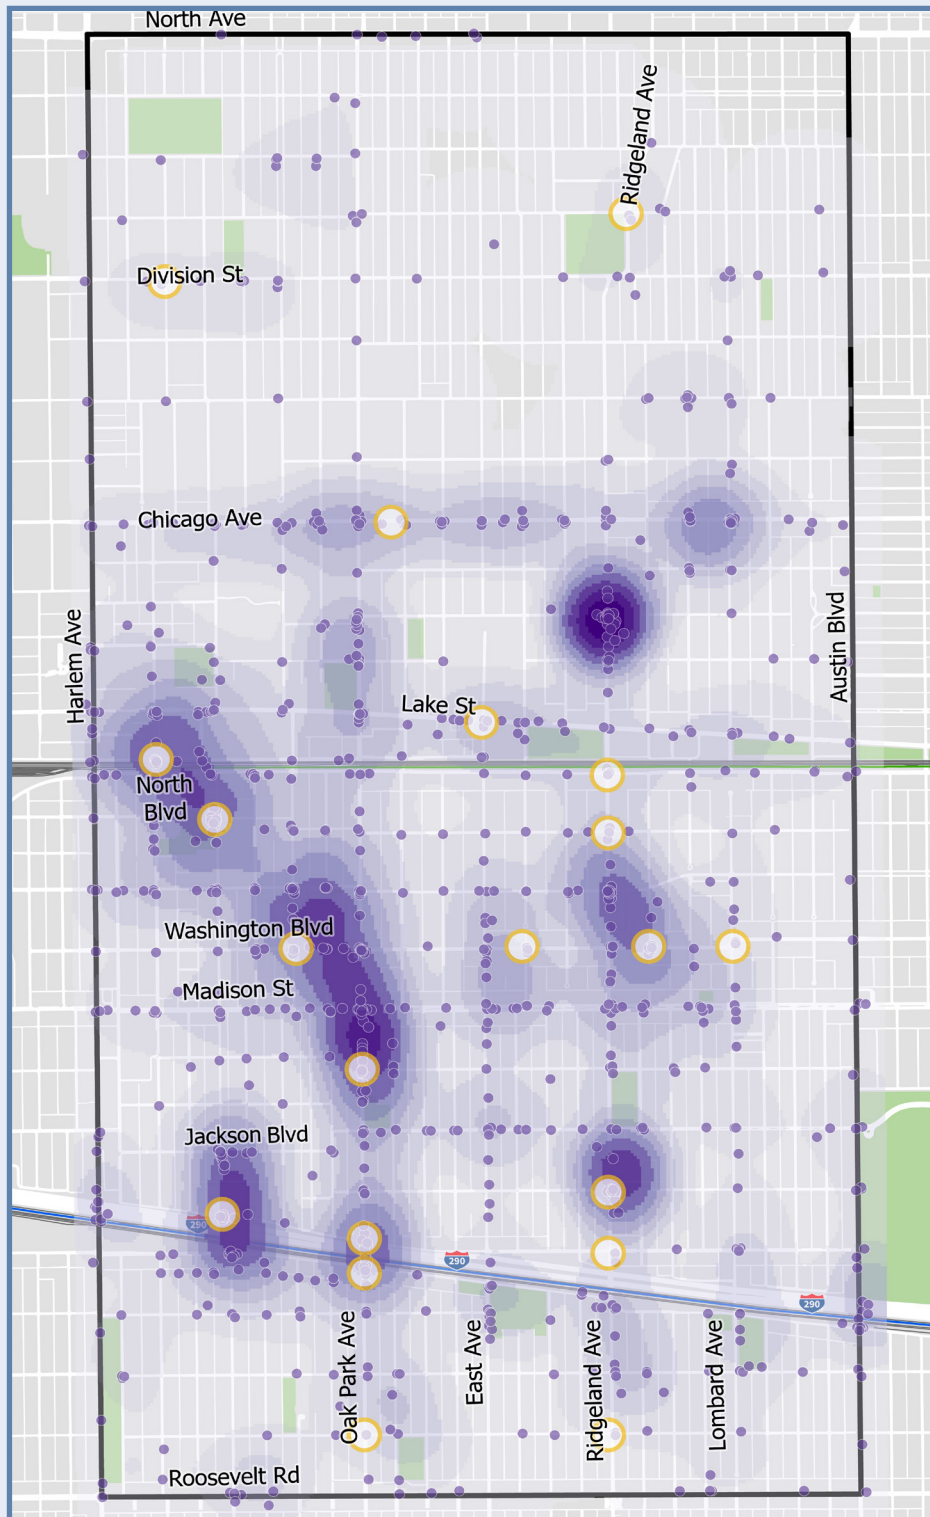 North Ave
Ridgeland Ave
Division St
Chicago Ave
Harlem Ave
Austin Blvd
Lake St
North
Blvd
Washington Blvd
Madison St
Jackson Blvd
290
290
290
Oak Park Ave
East Ave
Ridgeland Ave
Lombard Ave
Roosevelt Rd